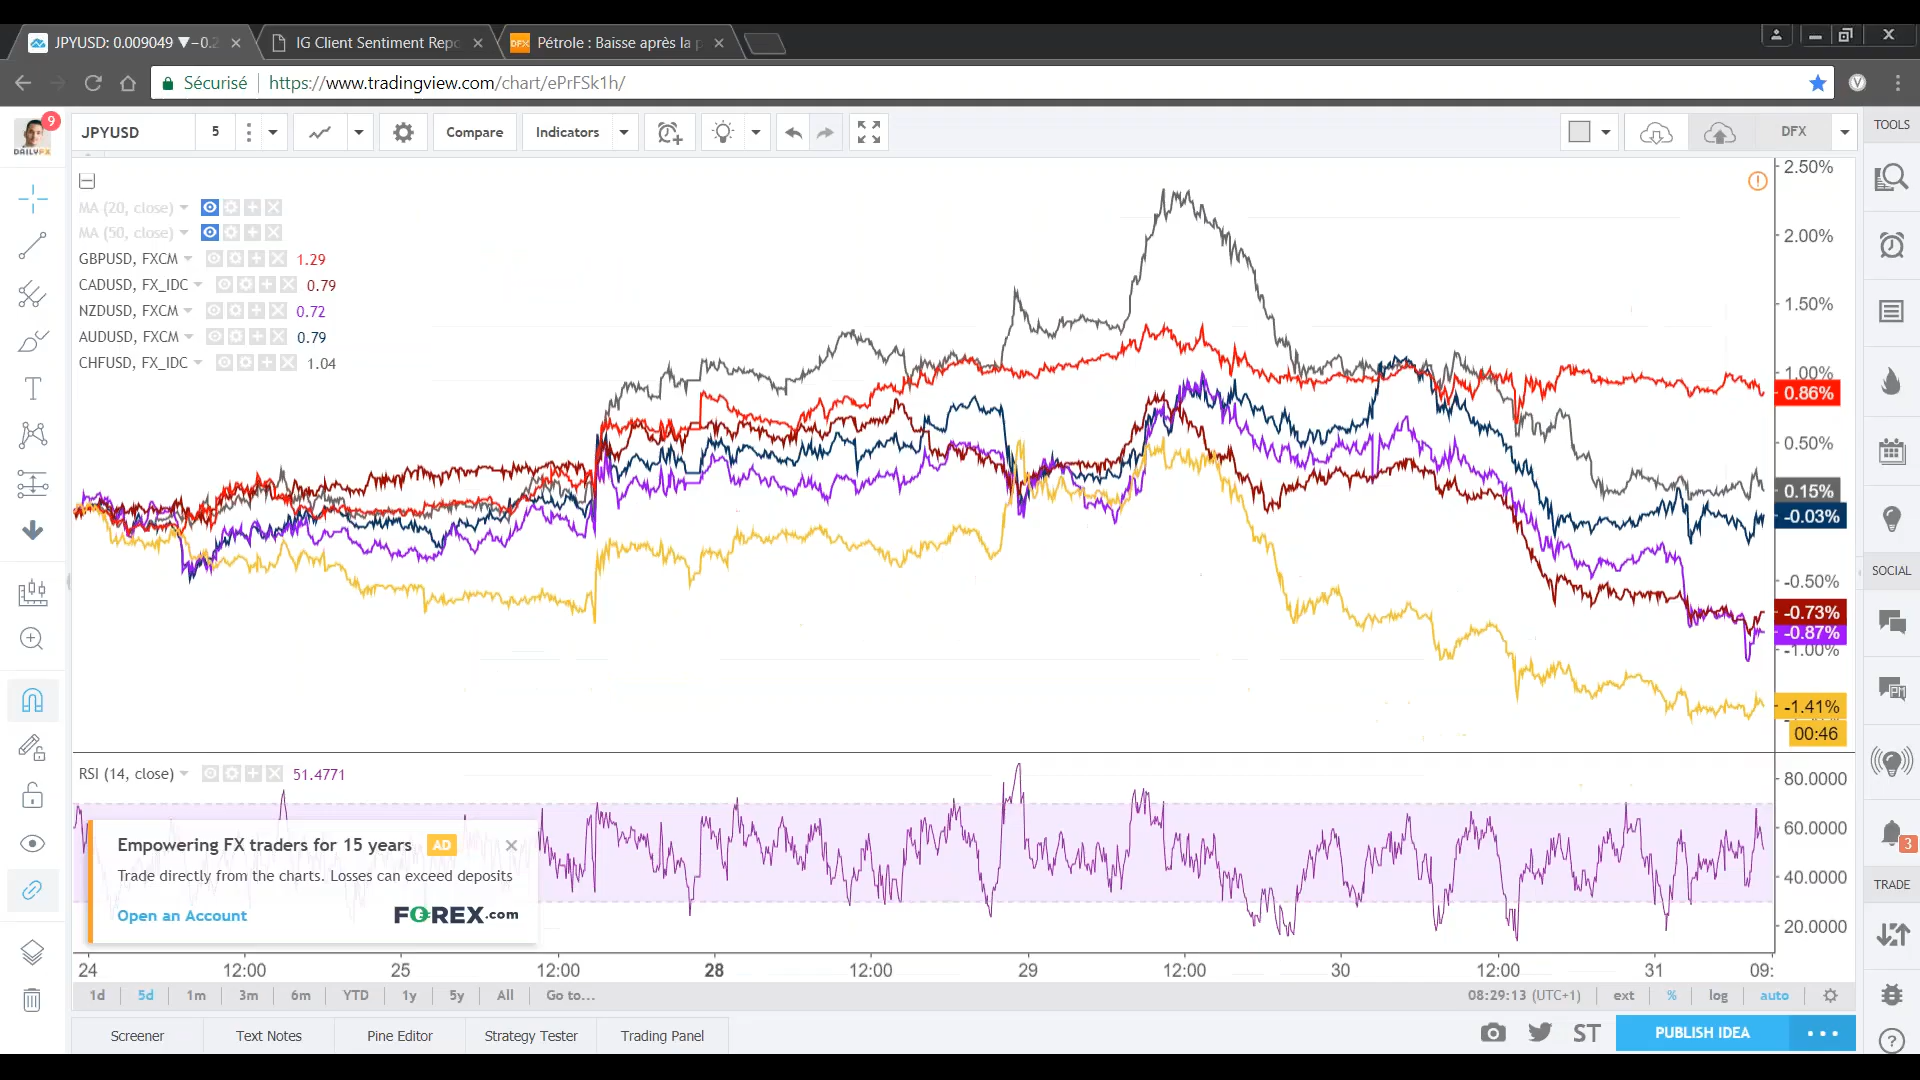 JPYUSD: 0.009049 ▼−0.2
IG Client Sentiment Repo
DFX Pétrole : Baisse après la p
Sécurisé https://www.tradingview.com/chart/ePrFSk1h/
V
9
DAILYFX
JPYUSD 5 Compare Indicators DFX
TOOLS
MA (20, close)
MA (50, close)
GBPUSD, FXCM 1.29
CADUSD, FX_IDC 0.79
NZDUSD, FXCM 0.72
AUDUSD, FXCM 0.79
CHFUSD, FX_IDC 1.04
2.50%
2.00%
1.50%
1.00%
0.86%
0.50%
0.15%
-0.03%
-0.50%
-0.73%
-0.87%
-1.00%
-1.41%
00:46
SOCIAL
PM
3
TRADE
RSI (14, close) 51.4771
80.0000
60.0000
40.0000
20.0000
Empowering FX traders for 15 years AD
Trade directly from the charts. Losses can exceed deposits
Open an Account FOREX.com
24 12:00 25 12:00 28 12:00 29 12:00 30 12:00 31 09:
1d 5d 1m 3m 6m YTD 1y 5y All Go to... 08:29:13 (UTC+1) ext % log auto
Screener Text Notes Pine Editor Strategy Tester Trading Panel ST PUBLISH IDEA